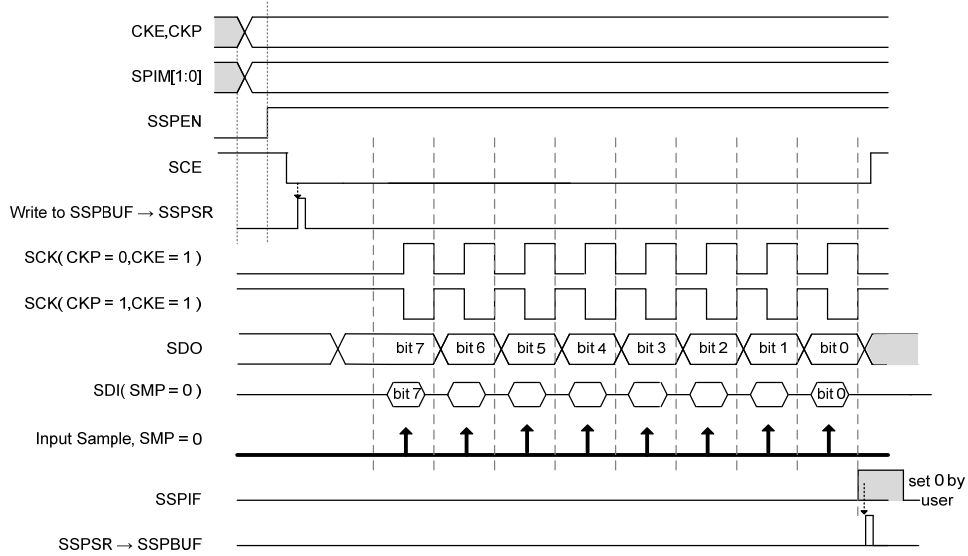 CKE,CKP
SPIM[1:0]
SSPEN
SCE
Write to SSPBUF → SSPSR
SCK( CKP = 0,CKE = 1 )
SCK( CKP = 1,CKE = 1 )
SDO bit 7 bit 6 bit 5 bit 4 bit 3 bit 2 bit 1 bit 0
SDI( SMP = 0 ) bit 7 bit 0
Input Sample, SMP = 0
SSPIF
set 0 by
user
SSPSR → SSPBUF